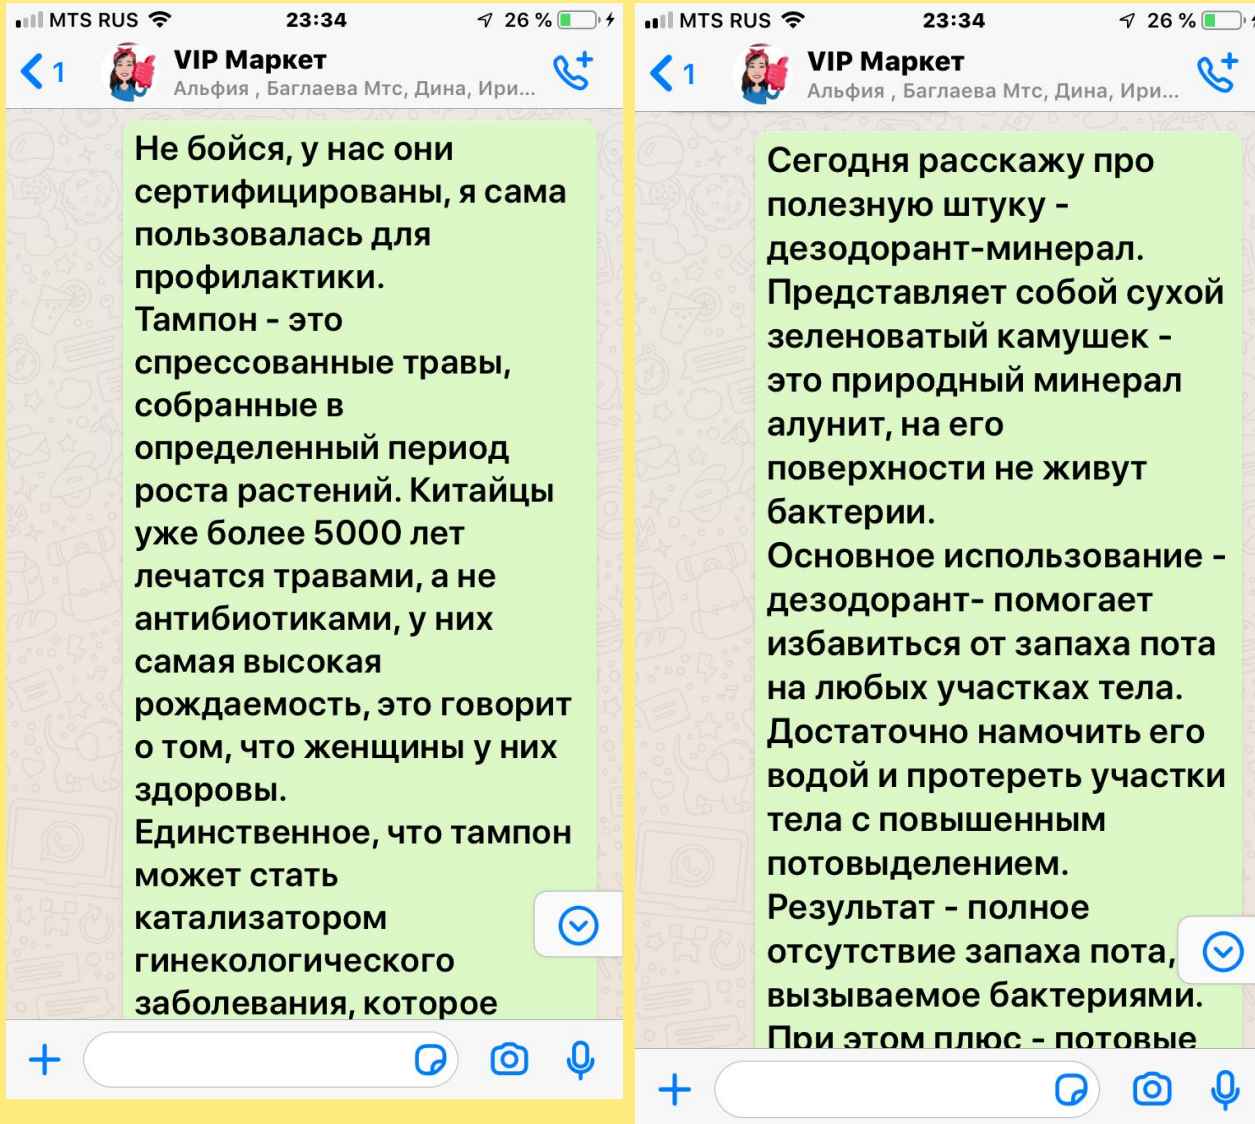 MTS RUS 23:34 26 %
1 VIP Маркет
Альфия , Баглаева Мтс, Дина, Ири...
Не бойся, у нас они
сертифицированы, я сама
пользовалась для
профилактики.
Тампон - это
спрессованные травы,
собранные в
определенный период
роста растений. Китайцы
уже более 5000 лет
лечатся травами, а не
антибиотиками, у них
самая высокая
рождаемость, это говорит
о том, что женщины у них
здоровы.
Единственное, что тампон
может стать
катализатором
гинекологического
заболевания, которое
MTS RUS 23:34 26 %
1 VIP Маркет
Альфия , Баглаева Мтс, Дина, Ири...
Сегодня расскажу про
полезную штуку -
дезодорант-минерал.
Представляет собой сухой
зеленоватый камушек -
это природный минерал
алунит, на его
поверхности не живут
бактерии.
Основное использование -
дезодорант- помогает
избавиться от запаха пота
на любых участках тела.
Достаточно намочить его
водой и протереть участки
тела с повышенным
потовыделением.
Результат - полное
отсутствие запаха пота,
вызываемое бактериями.
При этом плюс - потовые